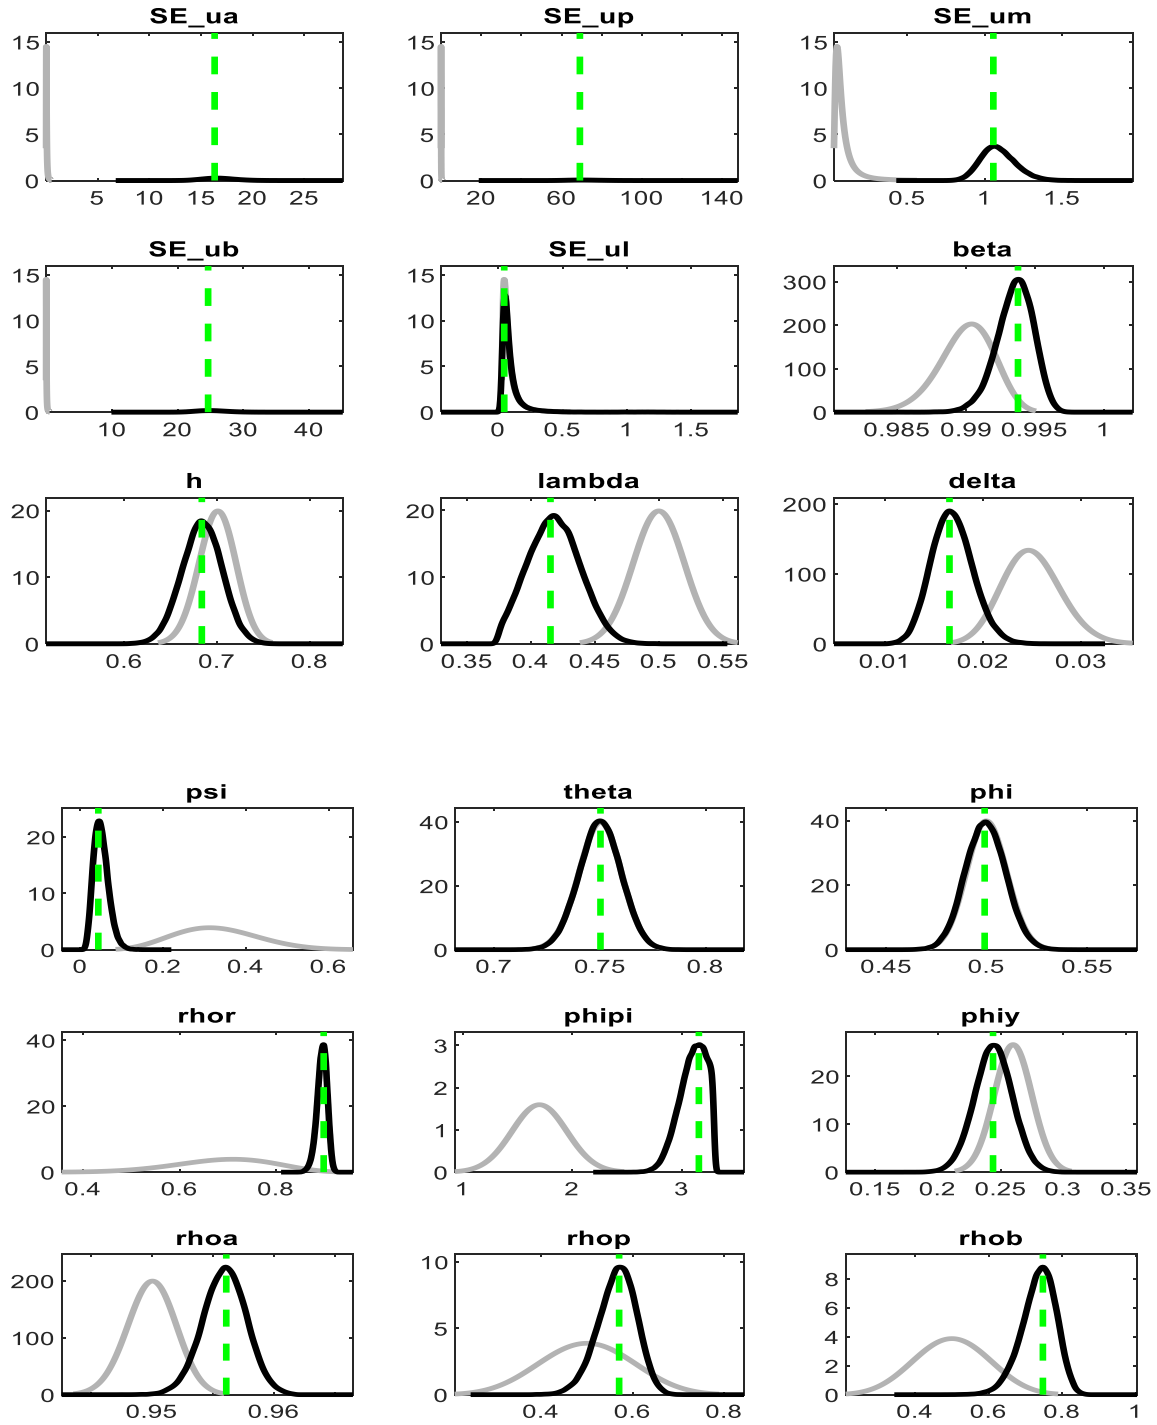 SE_ua SE_up SE_um
15 15 15
10 10 10
5 5 5
0 0 0
5 10 15 20 25 20 60 100 140 0.5 1 1.5
SE_ub SE_ul beta
15 15 300
10 10 200
5 5 100
0 0 0
10 20 30 40 0 0.5 1 1.5 0.985 0.99 0.995 1
h lambda delta
20 20 200
10 10 100
0 0 0
0.6 0.7 0.8 0.35 0.4 0.45 0.5 0.55 0.01 0.02 0.03
psi theta phi
20 40 40
10 20 20
0 0 0
0 0.2 0.4 0.6 0.7 0.75 0.8 0.45 0.5 0.55
rhor phipi phiy
40 3 20
20 2 10
0 1 0
0
0.4 0.6 0.8 1 2 3 0.15 0.2 0.25 0.3 0.35
rhoa rhop rhob
200 10 8
100 5 6
0 0 4
2
0
0.95 0.96 0.4 0.6 0.8 0.4 0.6 0.8 1